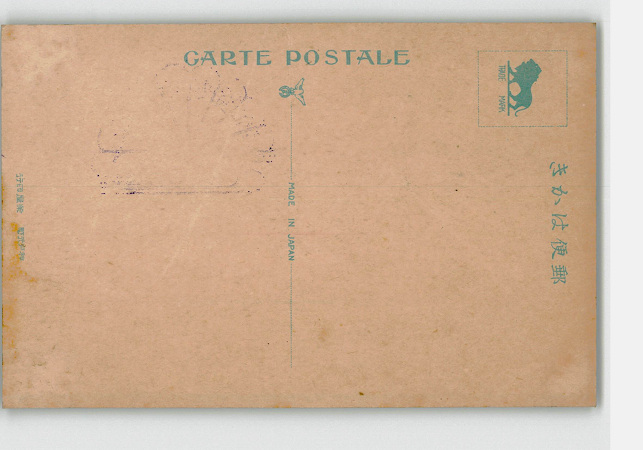 CARTE POSTALE
TRADE MARK
郵便はかき
MADE IN JAPAN